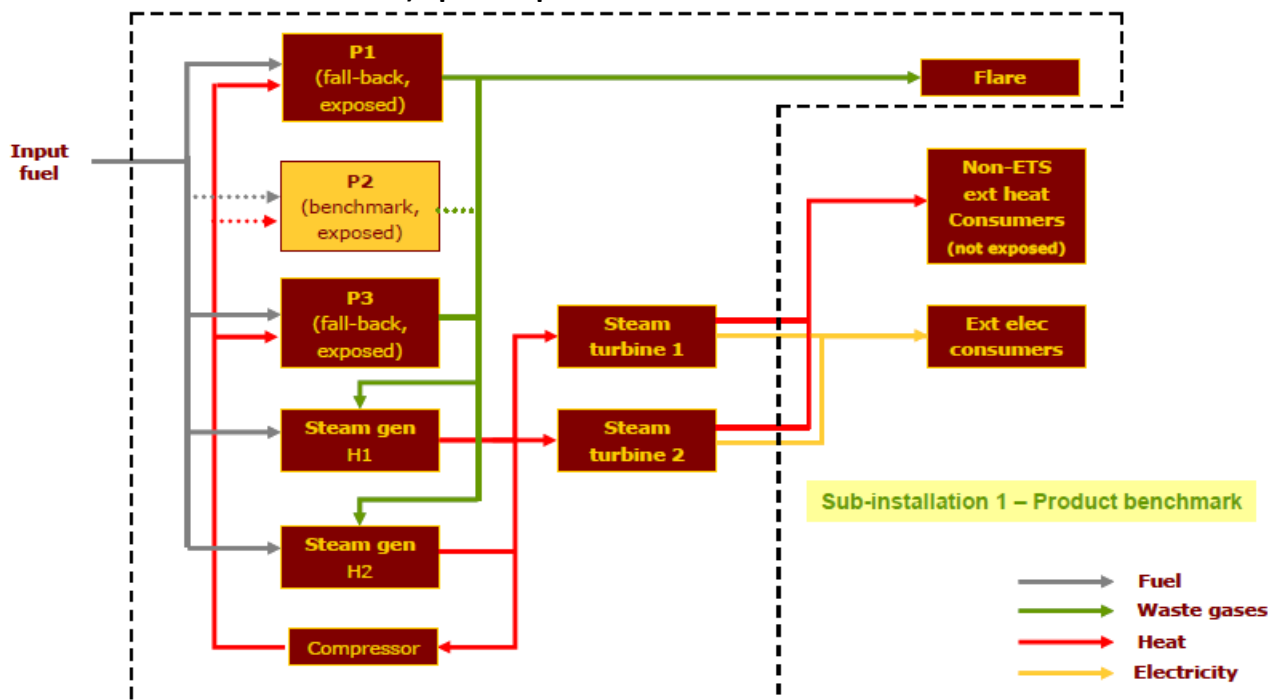 P1
(fall-back,
exposed)
Flare
Input
fuel
P2
(benchmark,
exposed)
Non-ETS
ext heat
Consumers
(not exposed)
P3
(fall-back,
exposed)
Steam
turbine 1
Ext elec
consumers
Steam gen
H1
Steam
turbine 2
Sub-installation 1 – Product benchmark
Steam gen
H2
Fuel
Waste gases
Compressor
Heat
Electricity